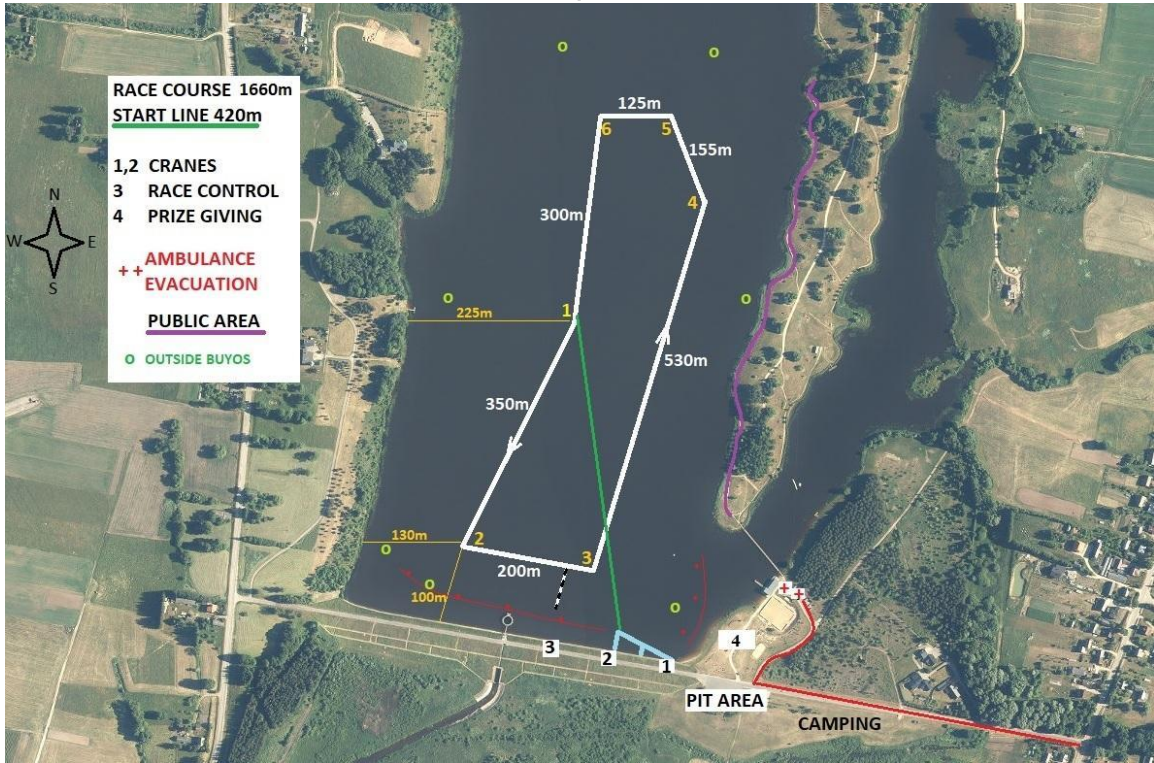 RACE COURSE 1660m
START LINE 420m
1,2 CRANES
3 RACE CONTROL
4 PRIZE GIVING
++ AMBULANCE
EVACUATION
PUBLIC AREA
o OUTSIDE BUYOS
N
W E
S
o
o
125m
6 5
155m
4
300m
o
o
225m
1
530m
350m
130m
2
o
3
200m
o
100m
o
++
3
2
1
4
PIT AREA
CAMPING